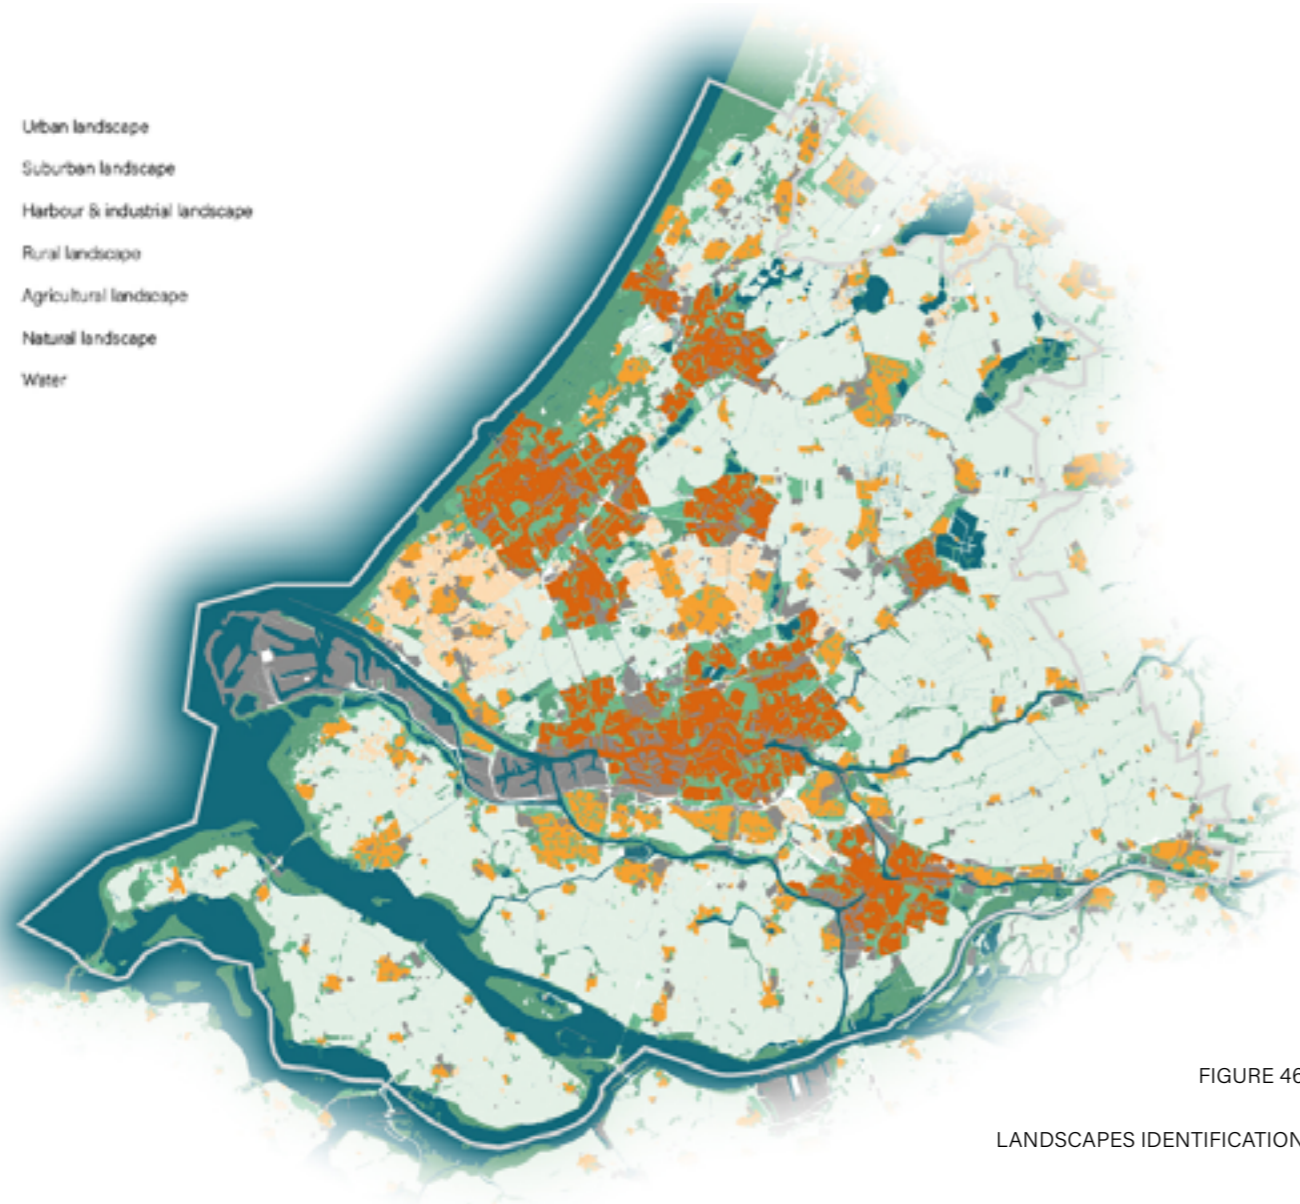 Urban landscape
Suburban landscape
Harbour & industrial landscape
Rural landscape
Agricultural landscape
Natural landscape
Water
FIGURE 46
LANDSCAPES IDENTIFICATION